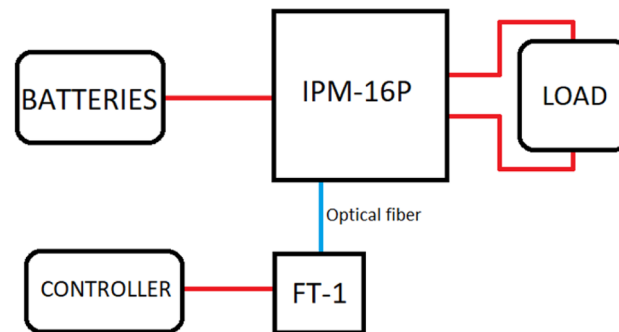 BATTERIES
IPM-16P
LOAD
Optical fiber
CONTROLLER
FT-1